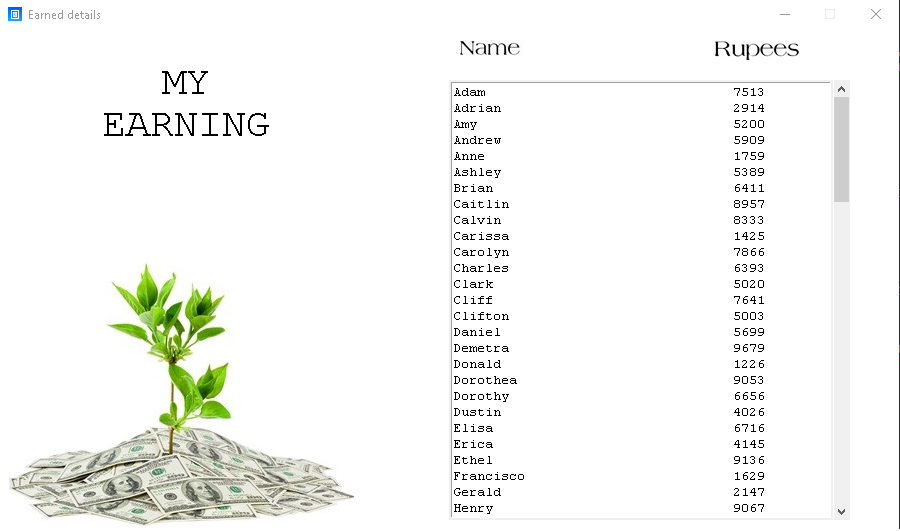 Earned details
MY
EARNING
Name Rupees
Adam 7513
Adrian 2914
Amy 5200
Andrew 5909
Anne 1759
Ashley 5389
Brian 6411
Caitlin 8957
Calvin 8333
Carissa 1425
Carolyn 7866
Charles 6393
Clark 5020
Cliff 7641
Clifton 5003
Daniel 5699
Demetra 9679
Donald 1226
Dorothea 9053
Dorothy 6656
Dustin 4026
Elisa 6716
Erica 4145
Ethel 9136
Francisco 1629
Gerald 2147
Henry 9067